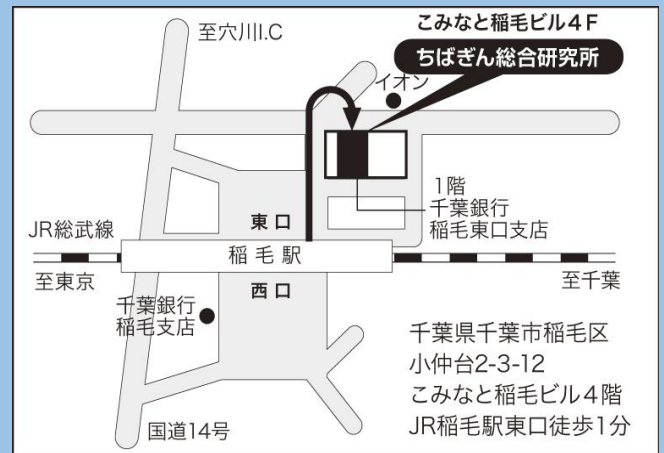 こみなと稲毛ビル4F
ちばぎん総合研究所
至穴川I.C
イオン
1階
千葉銀行
稲毛東口支店
東口
JR総武線
稲毛駅
至東京
至千葉
西口
千葉銀行
稲毛支店
国道14号
千葉県千葉市稲毛区
小仲台2-3-12
こみなと稲毛ビル4階
JR稲毛駅東口徒歩1分